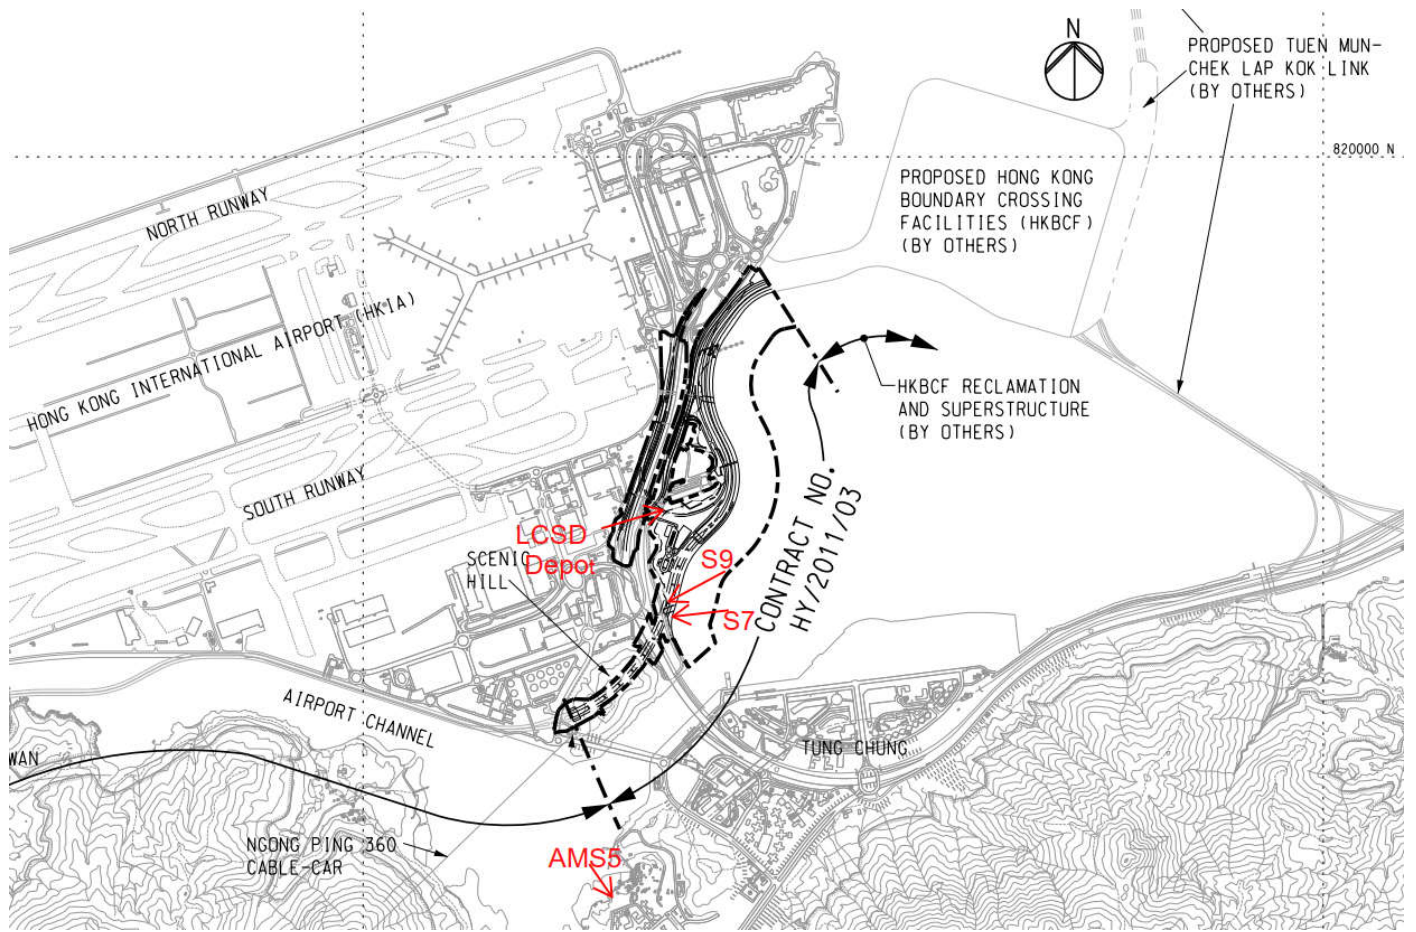 N
PROPOSED TUEN MUN-
CHEK LAP KOK LINK
(BY OTHERS)
820000 N
PROPOSED HONG KONG
BOUNDARY CROSSING
FACILITIES (HKBCF)
(BY OTHERS)
NORTH RUNWAY
HONG KONG INTERNATIONAL AIRPORT (HKIA)
HKBCF RECLAMATION
AND SUPERSTRUCTURE
(BY OTHERS)
SOUTH RUNWAY
CONTRACT NO.
HY/2011/03
LCSD
Depot
SCENIC
HILL
S9
S7
AIRPORT CHANNEL
WAN
TUNG CHUNG
NGONG PING 360
CABLE-CAR
AMS5